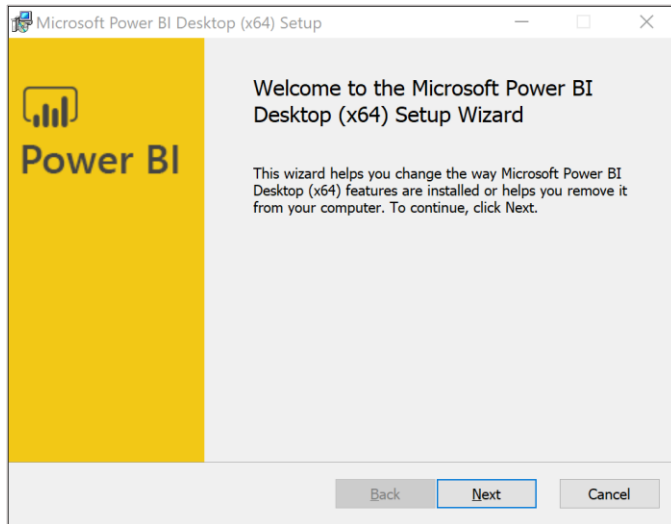 Microsoft Power BI Desktop (x64) Setup
Power BI
Welcome to the Microsoft Power BI
Desktop (x64) Setup Wizard
This wizard helps you change the way Microsoft Power BI
Desktop (x64) features are installed or helps you remove it
from your computer. To continue, click Next.
Back Next Cancel